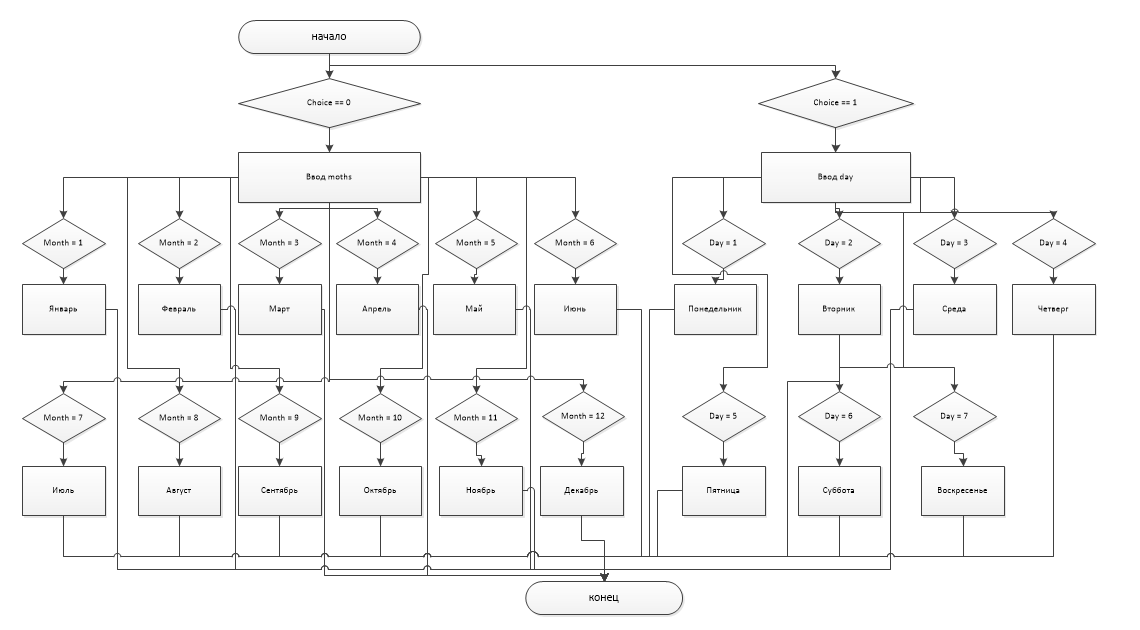 начало
Choice == 0
Choice == 1
Ввод moths
Ввод day
Month = 1
Month = 2
Month = 3
Month = 4
Month = 5
Month = 6
Day = 1
Day = 2
Day = 3
Day = 4
Январь
Февраль
Март
Апрель
Май
Июнь
Понедельник
Вторник
Среда
Четверг
Month = 7
Month = 8
Month = 9
Month = 10
Month = 11
Month = 12
Day = 5
Day = 6
Day = 7
Июль
Август
Сентябрь
Октябрь
Ноябрь
Декабрь
Пятница
Суббота
Воскресенье
конец